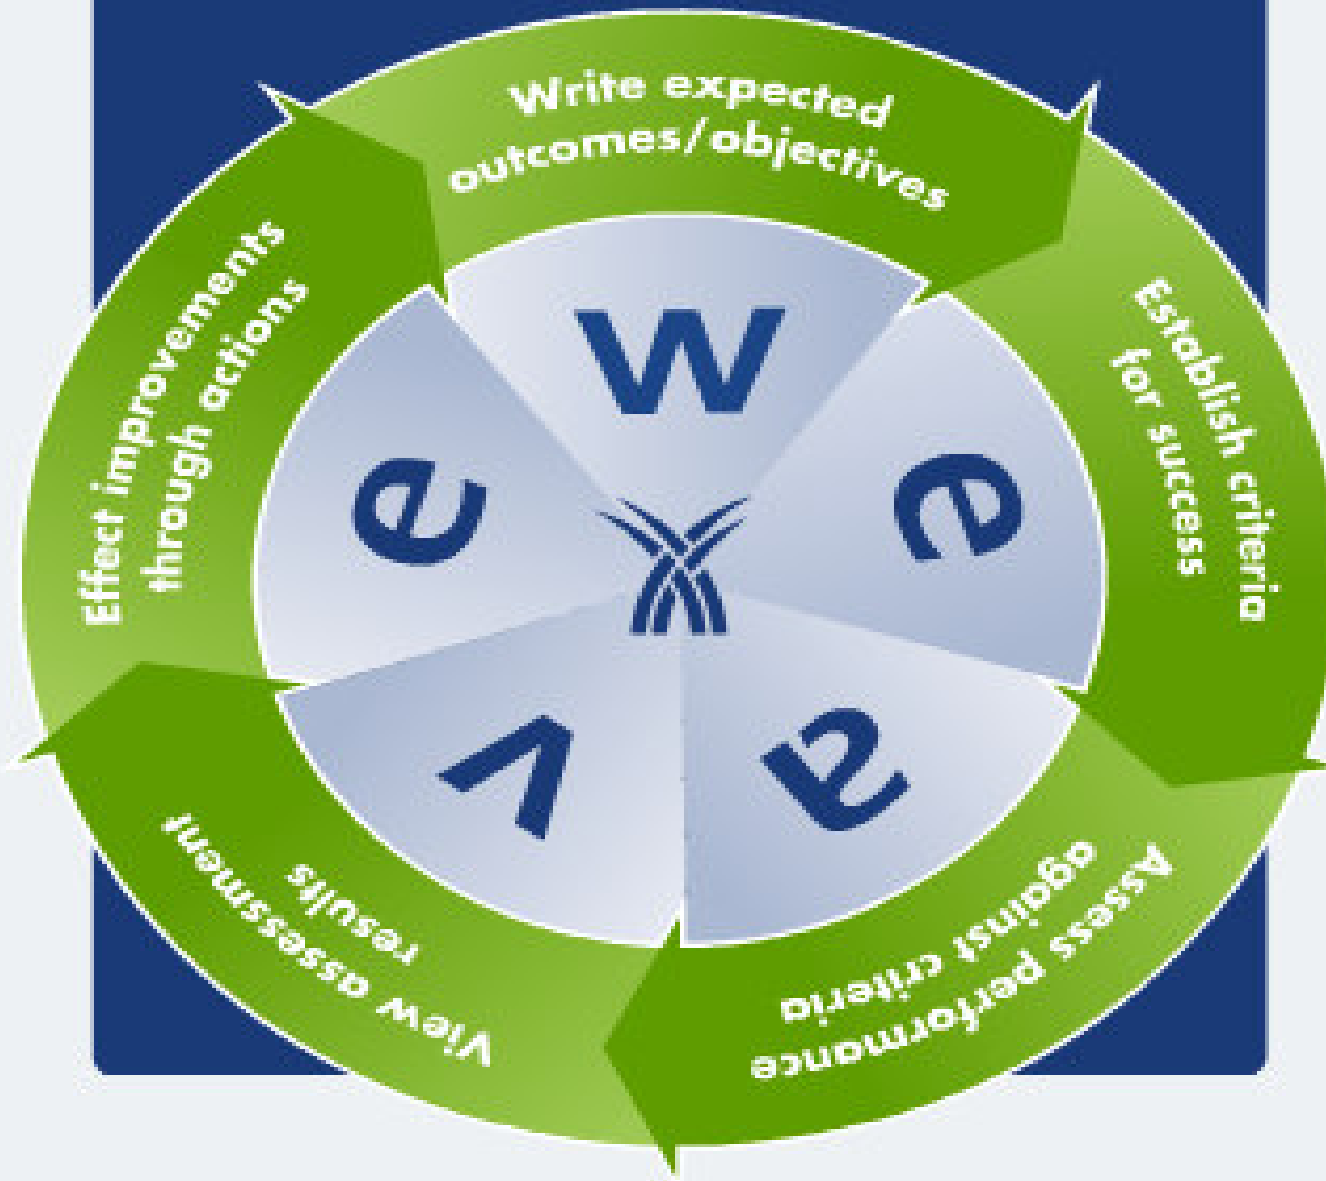 Write expected
outcomes/objectives
Establish criteria
for success
Assess performance
against criteria
View assessment
results
Effect improvements
through actions
w
e
a
v
e